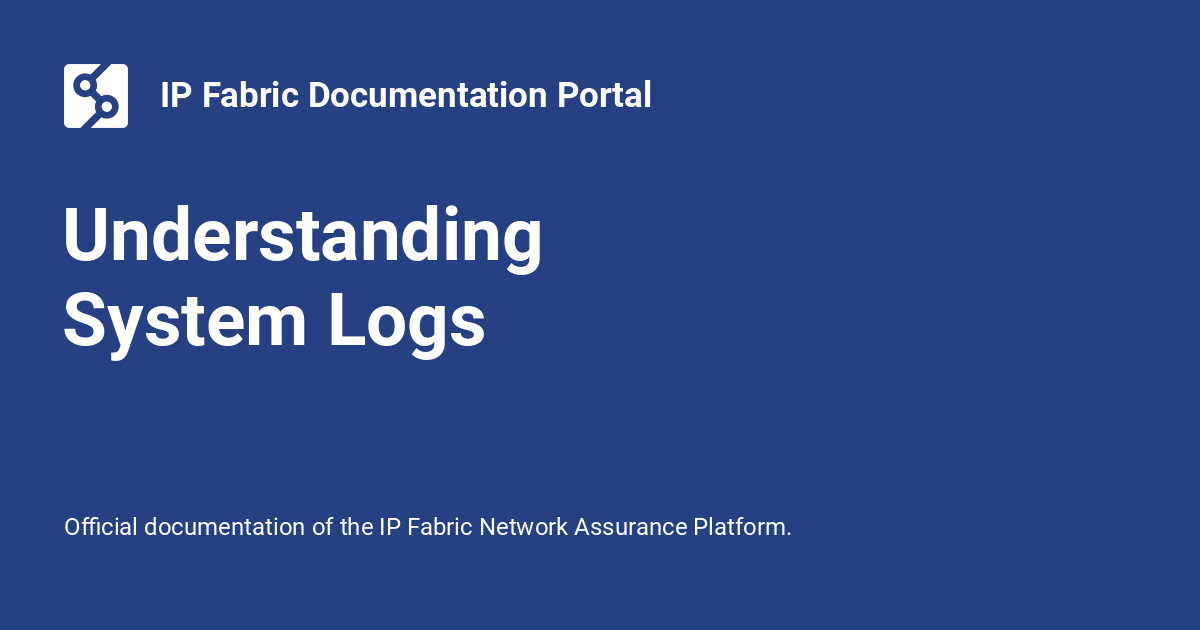 IP Fabric Documentation Portal
Understanding
System Logs
Official documentation of the IP Fabric Network Assurance Platform.